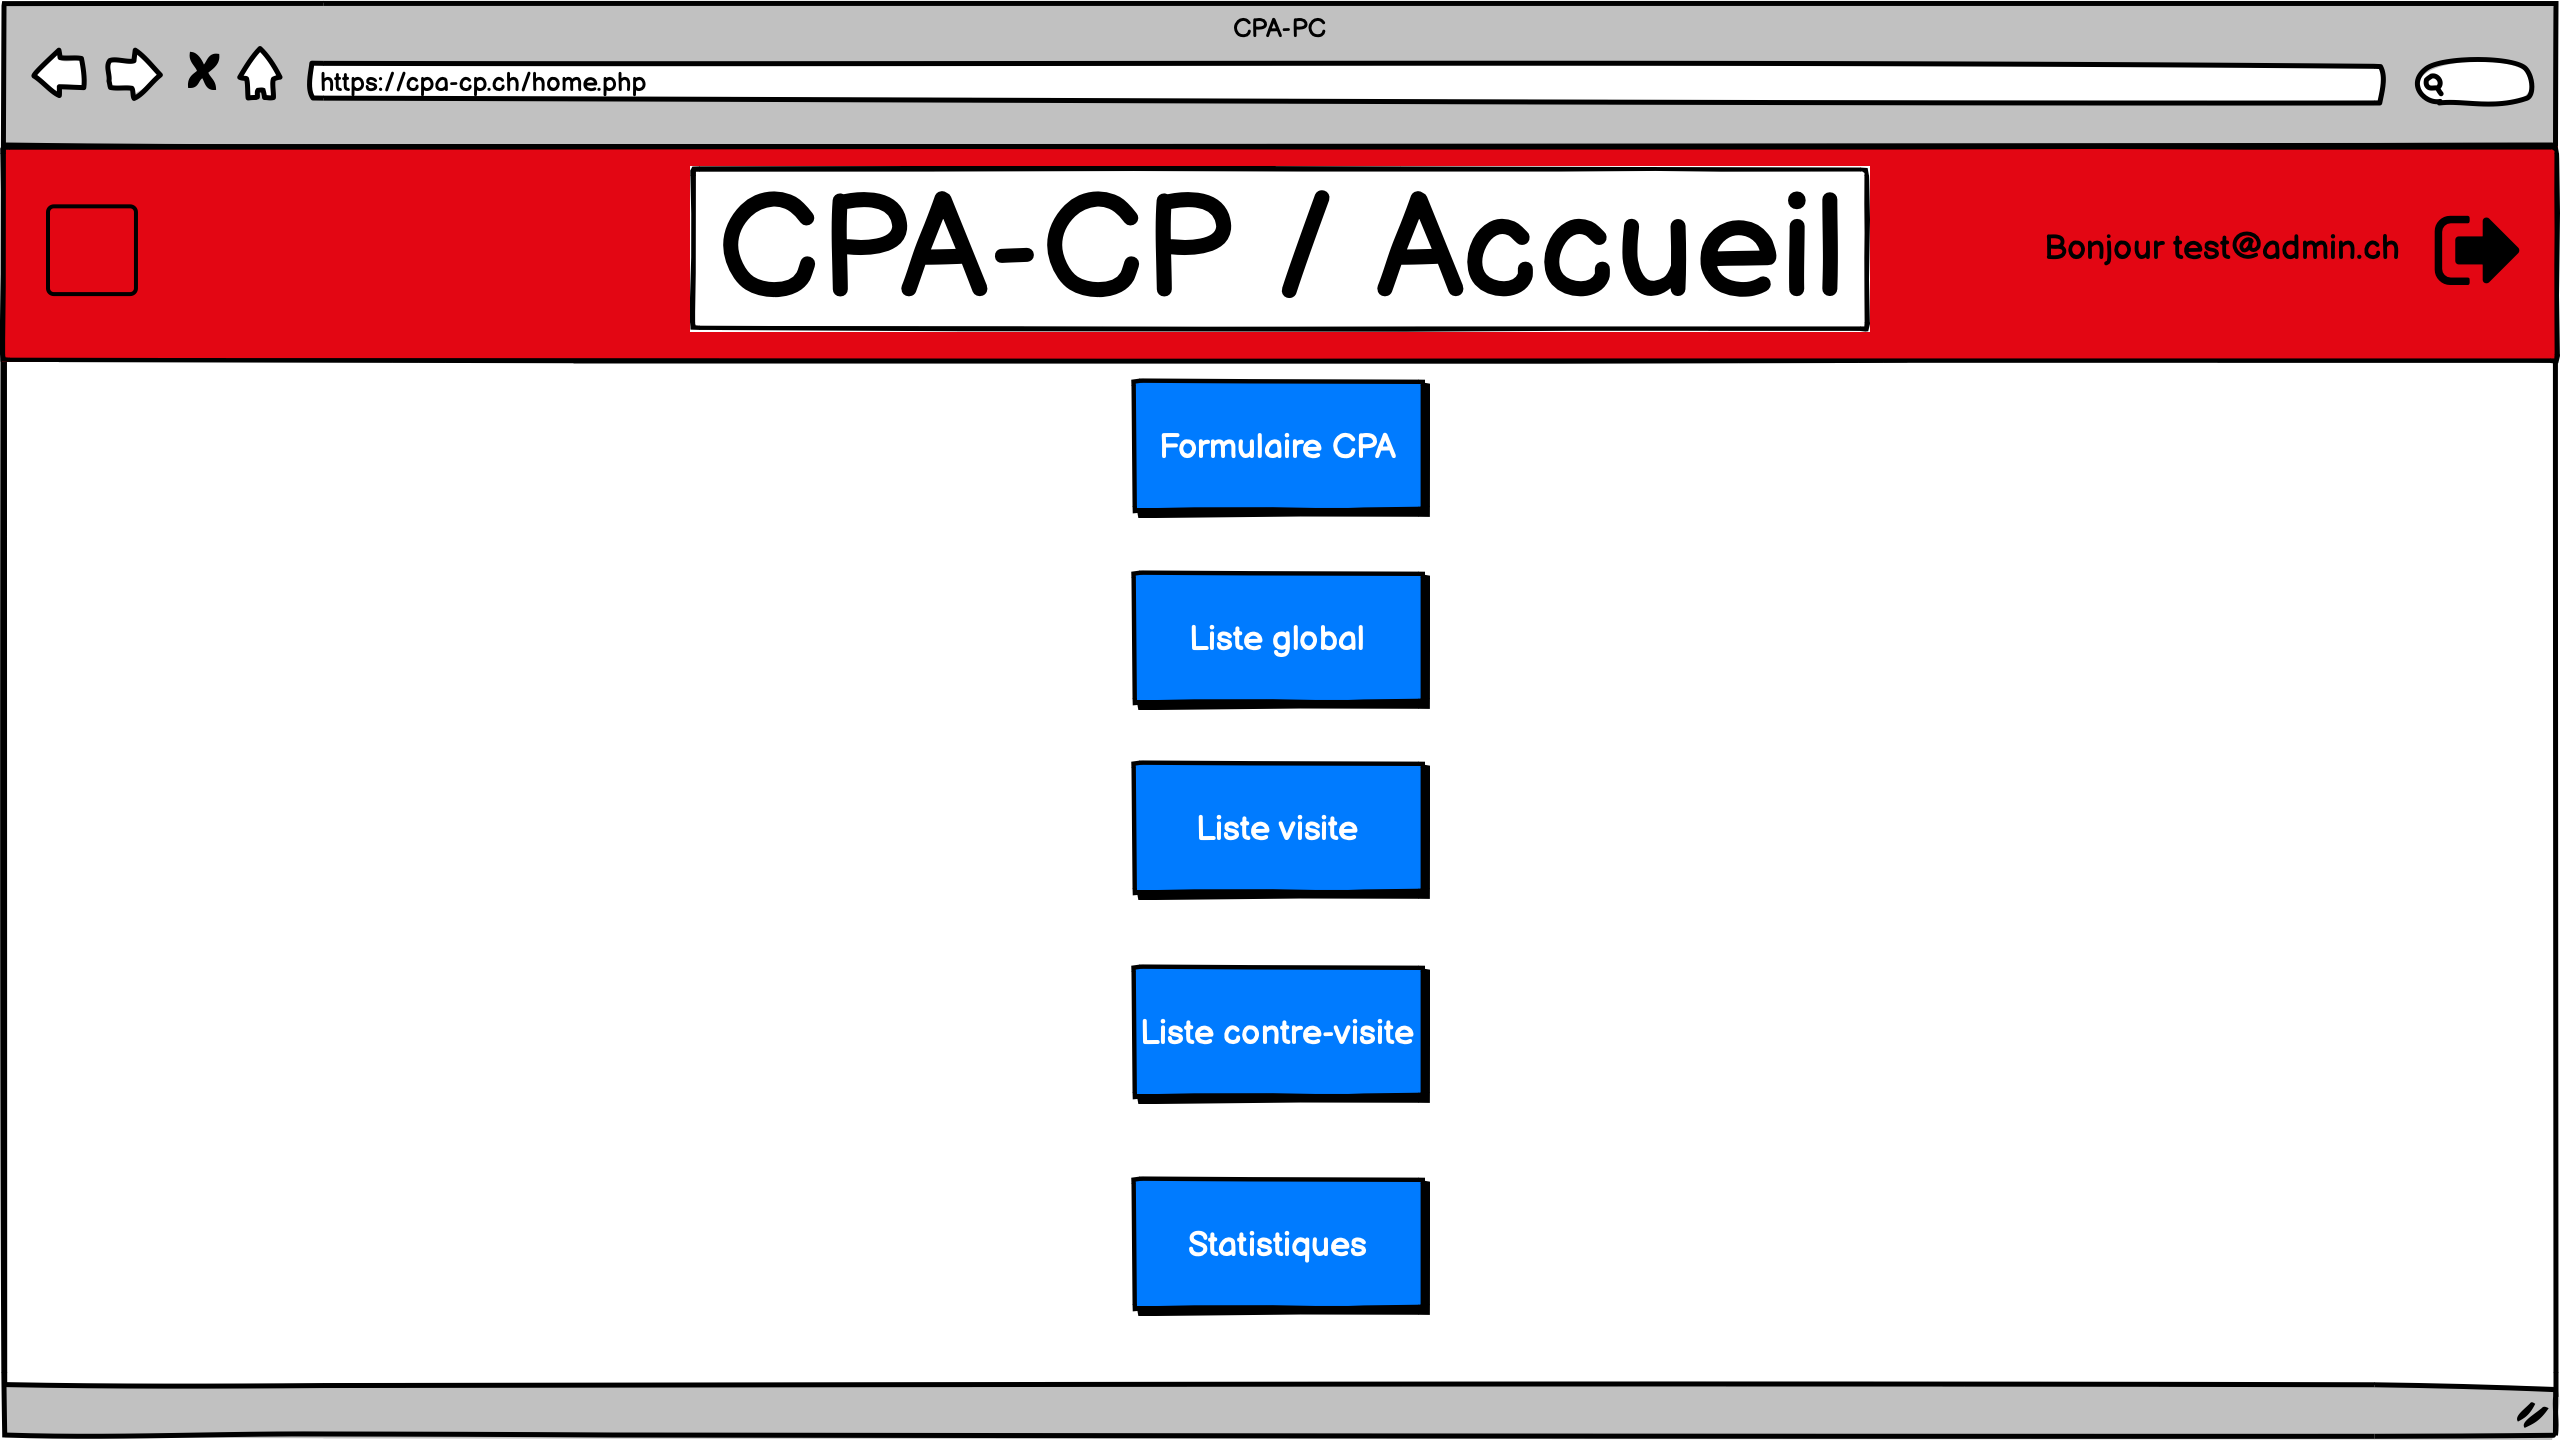 CPA-PC
https://cpa-cp.ch/home.php
CPA-CP / Accueil
Bonjour test@admin.ch
Formulaire CPA
Liste global
Liste visite
Liste contre-visite
Statistiques